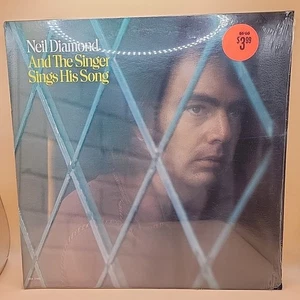 Neil Diamond
And The Singer
Sings His Song
$3.99